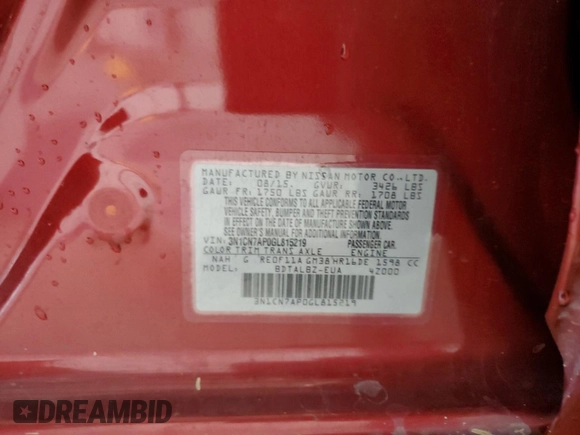 MANUFACTURED BY NISSAN MOTOR CO.,LTD.
DATE: 08/15. GVWR: 3426 LBS
GAWR FR: 1750 LBS GAWR RR: 1708 LBS
THIS VEHICLE CONFORMS TO ALL APPLICABLE FEDERAL MOTOR
VEHICLE SAFETY, BUMPER AND THEFT PREVENTION STANDARDS
IN EFFECT ON THE DATE OF MANUFACTURE SHOWN ABOVE.
SEE OWNER'S MANUAL FOR ADDITIONAL INFORMATION.
VIN: 3N1CN7AP0GL815219 PASSENGER CAR.
COLOR TRIM TRANS AXLE ENGINE
NAH G RE0F11A GM38 HR16DE 1598 CC
MODEL: BDTALBZ-EUA 42000
3N1CN7AP0GL815219
DREAMBID